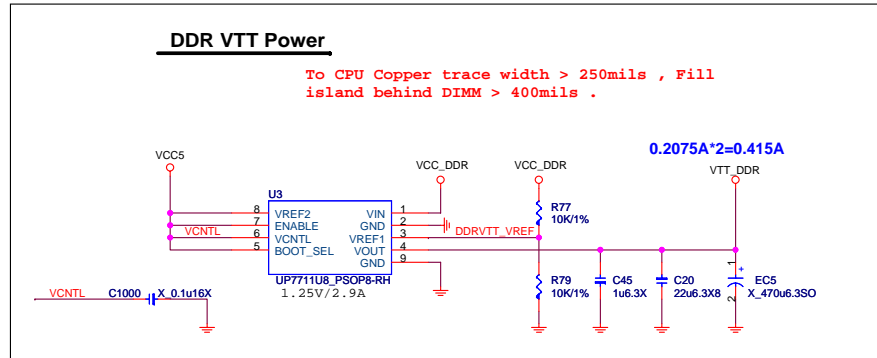 DDR VTT Power
To CPU Copper trace width > 250mils , Fill
island behind DIMM > 400mils .
0.2075A*2=0.415A
VCC5
VCC_DDR
VCC_DDR
VTT_DDR
U3
8 VREF2 VIN 1
7 ENABLE GND 2
VCNTL 6 VCNTL VREF1 3 DDRVTT_VREF
5 BOOT_SEL VOUT 4
GND 9
UP7711U8_PSOP8-RH
1.25V/2.9A
R77
10K/1%
R79
10K/1%
C45
1u6.3X
C20
22u6.3X8
1
+
EC5
X_470u6.3SO
2
VCNTL C1000 X_0.1u16X